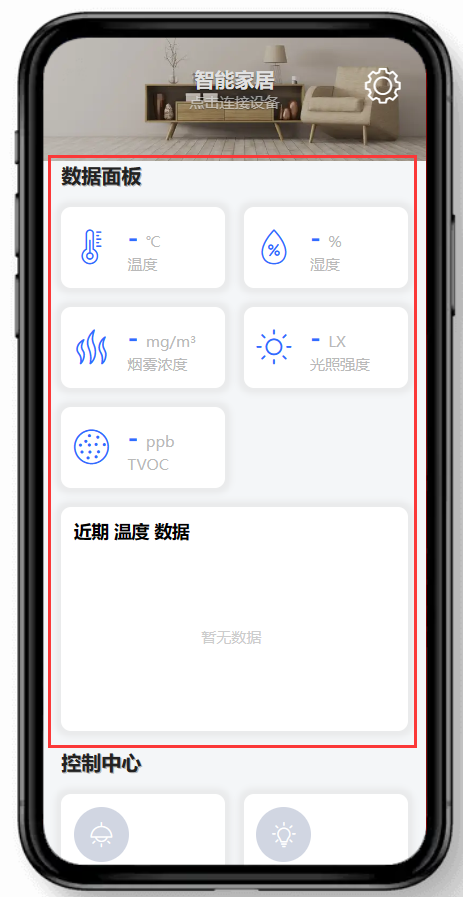 智能家居
点击连接设备
数据面板
- ℃
温度
- %
湿度
- mg/m³
烟雾浓度
- LX
光照强度
- ppb
TVOC
近期 温度 数据
暂无数据
控制中心